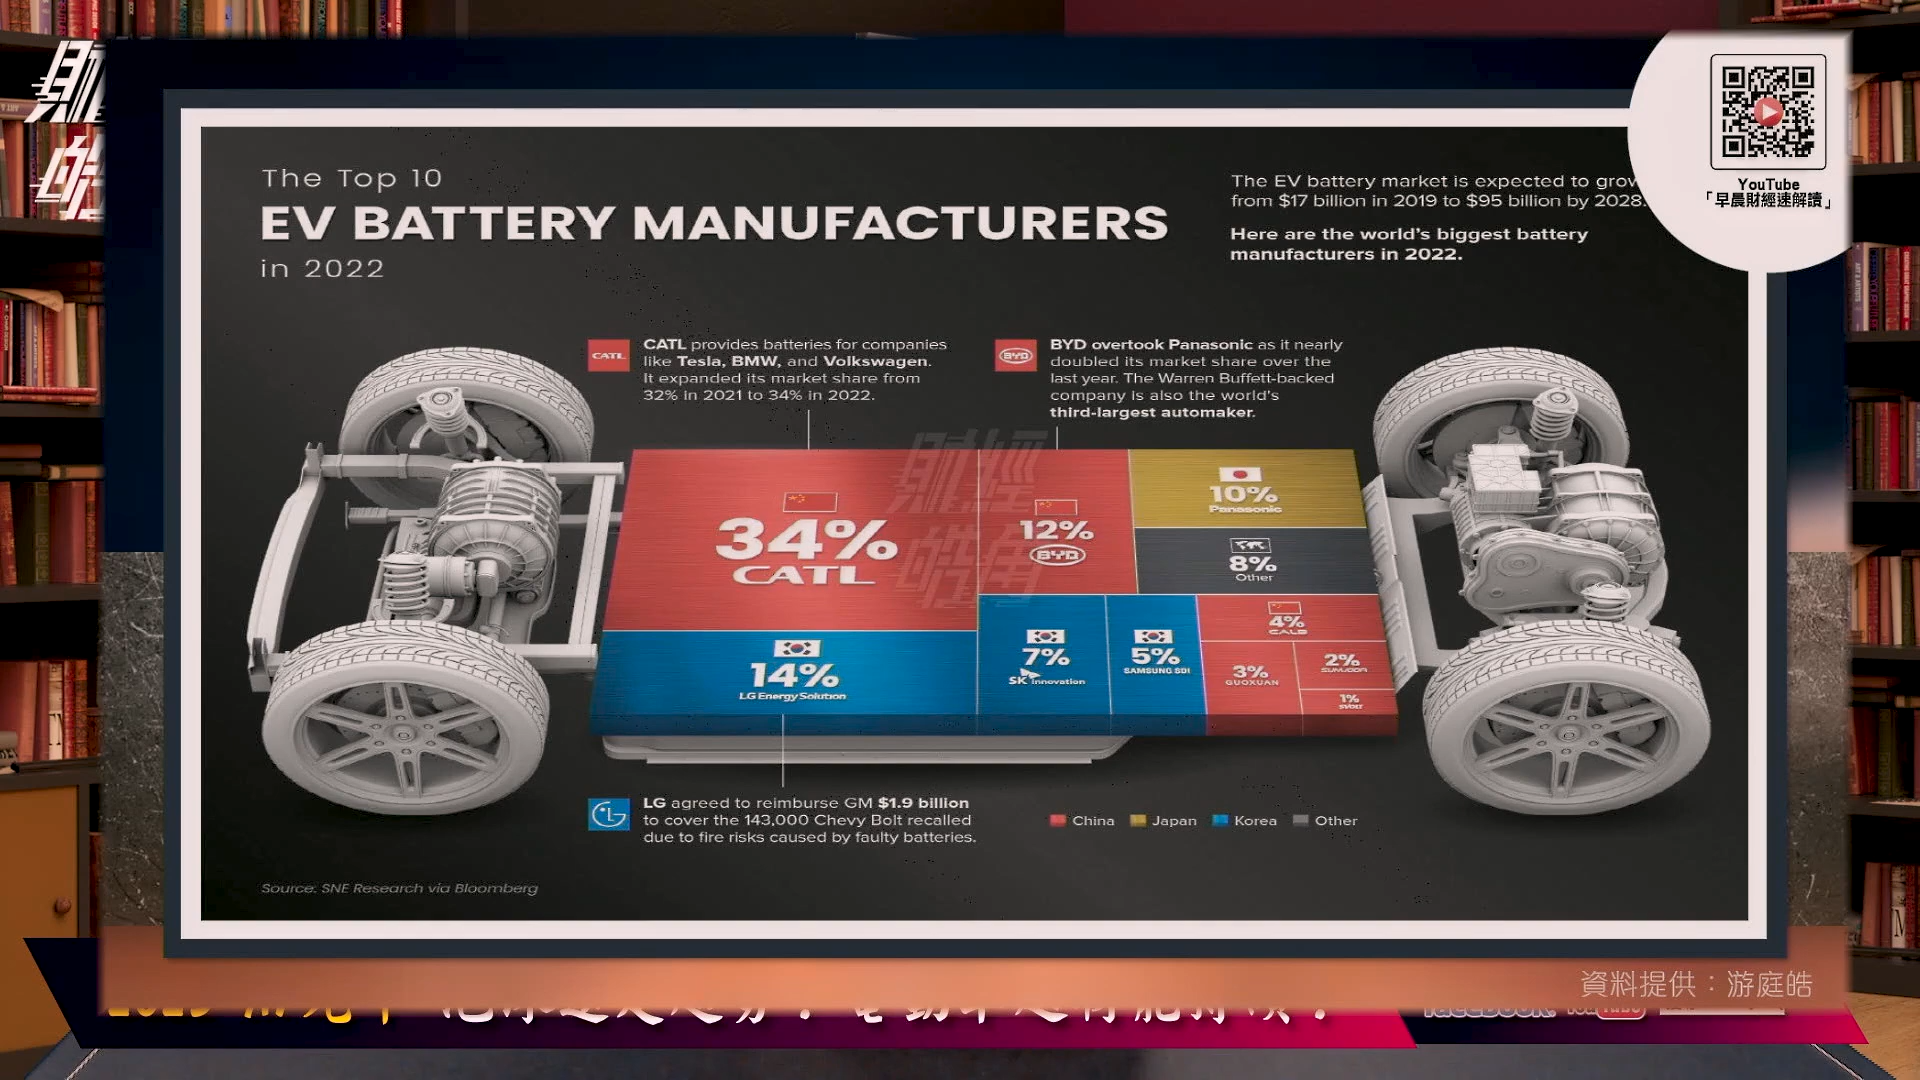 財
皓
The Top 10
EV BATTERY MANUFACTURERS
in 2022
The EV battery market is expected to grow
from $17 billion in 2019 to $95 billion by 2028.
Here are the world's biggest battery
manufacturers in 2022.
YouTube
「早晨財經速解讀」
CATL
CATL provides batteries for companies
like Tesla, BMW, and Volkswagen.
It expanded its market share from
32% in 2021 to 34% in 2022.
BYD
BYD overtook Panasonic as it nearly
doubled its market share over the
last year. The Warren Buffett-backed
company is also the world's
third-largest automaker.
財經
皓角
34%
CATL
12%
BYD
10%
Panasonic
8%
Other
14%
LG Energy Solution
7%
SK innovation
5%
SAMSUNG SDI
4%
CALB
3%
GUOXUAN
2%
SUNWODA
1%
SVOLT
LG agreed to reimburse GM $1.9 billion
to cover the 143,000 Chevy Bolt recalled
due to fire risks caused by faulty batteries.
China
Japan
Korea
Other
Source: SNE Research via Bloomberg
資料提供：游庭皓